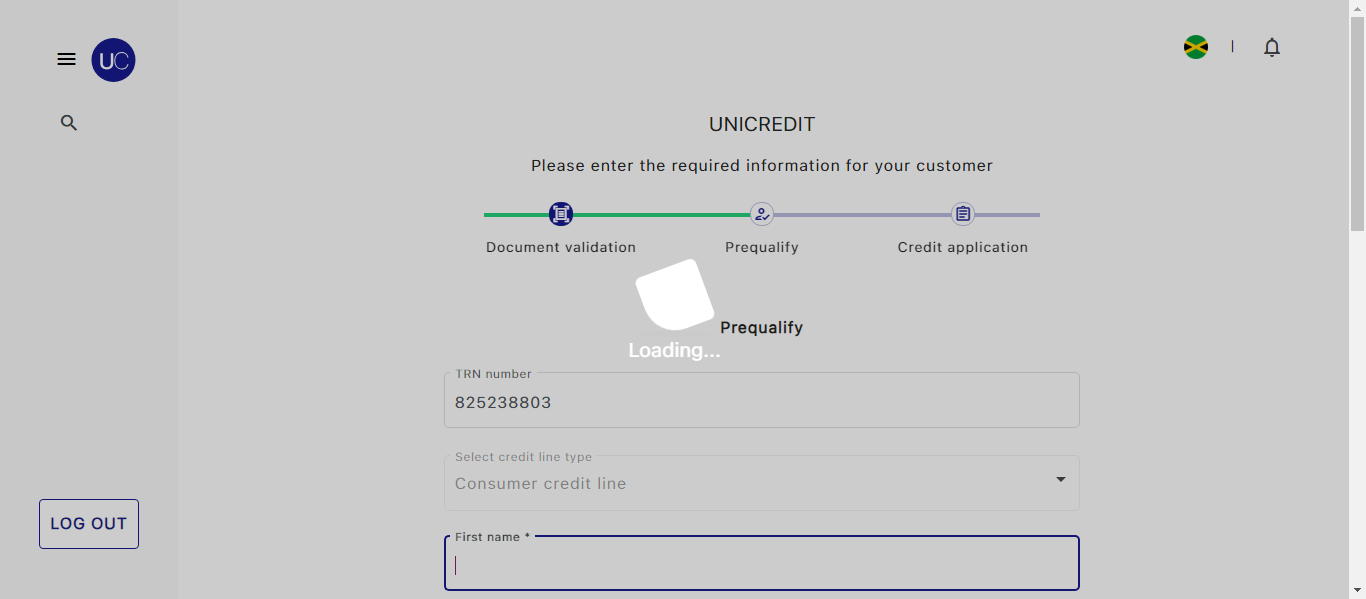 UC
UNICREDIT
Please enter the required information for your customer
Document validation
Prequalify
Credit application
Prequalify
Loading...
TRN number
825238803
Select credit line type
Consumer credit line
LOG OUT
First name *